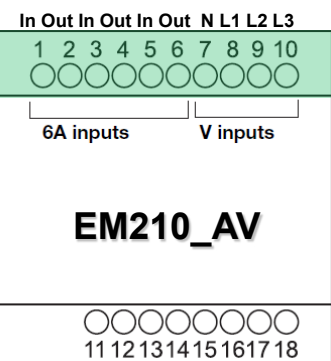 In Out In Out In Out N L1 L2 L3
1 2 3 4 5 6 7 8 9 10
6A inputs V inputs
EM210_AV
11 12 13 14 15 16 17 18